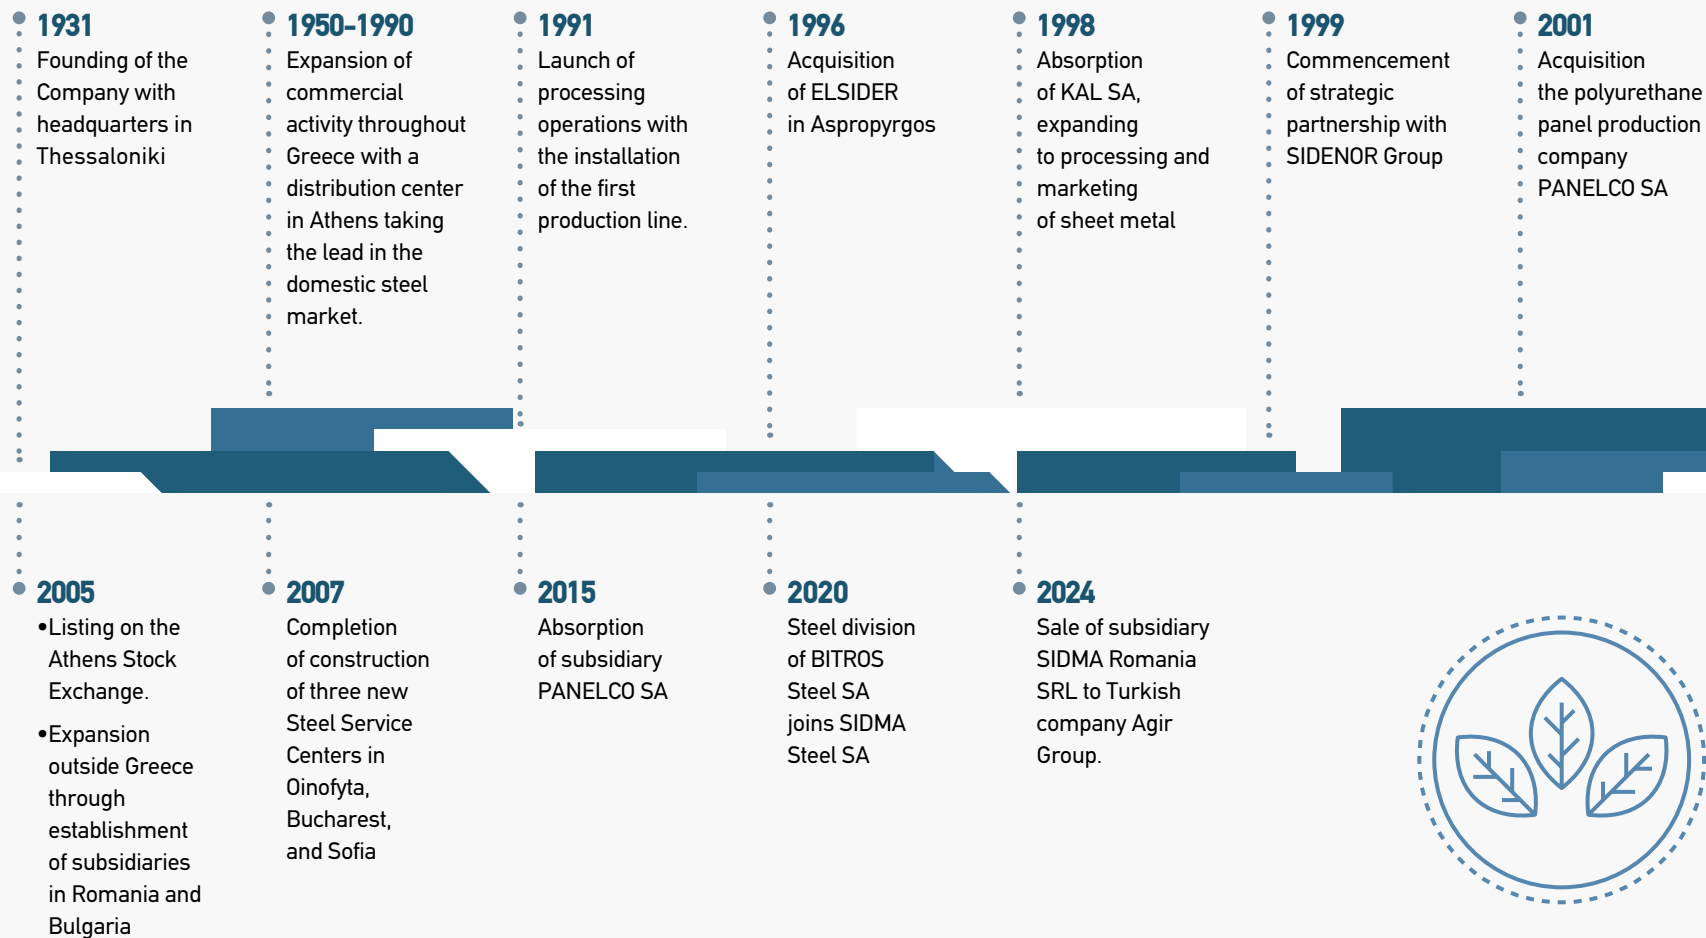 1931
Founding of the
Company with
headquarters in
Thessaloniki
1950-1990
Expansion of
commercial
activity throughout
Greece with a
distribution center
in Athens taking
the lead in the
domestic steel
market.
1991
Launch of
processing
operations with
the installation
of the first
production line.
1996
Acquisition
of ELSIDER
in Aspropyrgos
1998
Absorption
of KAL SA,
expanding
to processing and
marketing
of sheet metal
1999
Commencement
of strategic
partnership with
SIDENOR Group
2001
Acquisition
the polyurethane
panel production
company
PANELCO SA
2005
•Listing on the
Athens Stock
Exchange.
•Expansion
outside Greece
through
establishment
of subsidiaries
in Romania and
Bulgaria
2007
Completion
of construction
of three new
Steel Service
Centers in
Oinofyta,
Bucharest,
and Sofia
2015
Absorption
of subsidiary
PANELCO SA
2020
Steel division
of BITROS
Steel SA
joins SIDMA
Steel SA
2024
Sale of subsidiary
SIDMA Romania
SRL to Turkish
company Agir
Group.